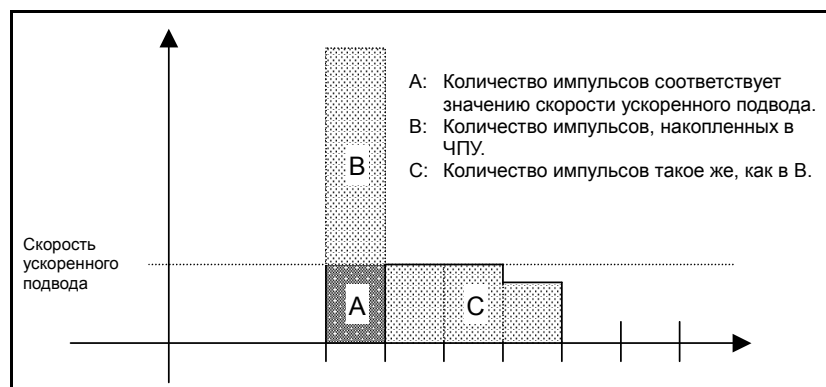 A: Количество импульсов соответствует
значению скорости ускоренного подвода.
B: Количество импульсов, накопленных в
ЧПУ.
C: Количество импульсов такое же, как в B.
B
Скорость
ускоренного
подвода
A
C